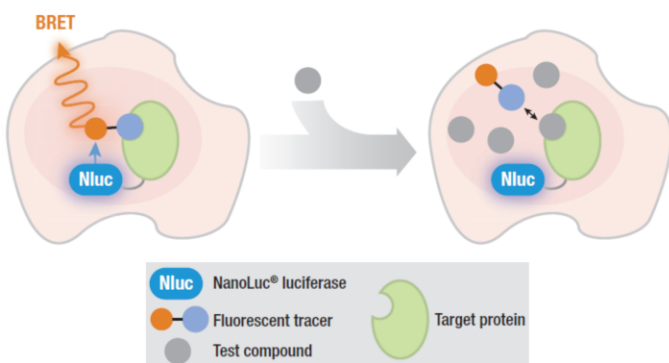 BRET
Nluc
Nluc
Nluc NanoLuc® luciferase
Fluorescent tracer
Target protein
Test compound